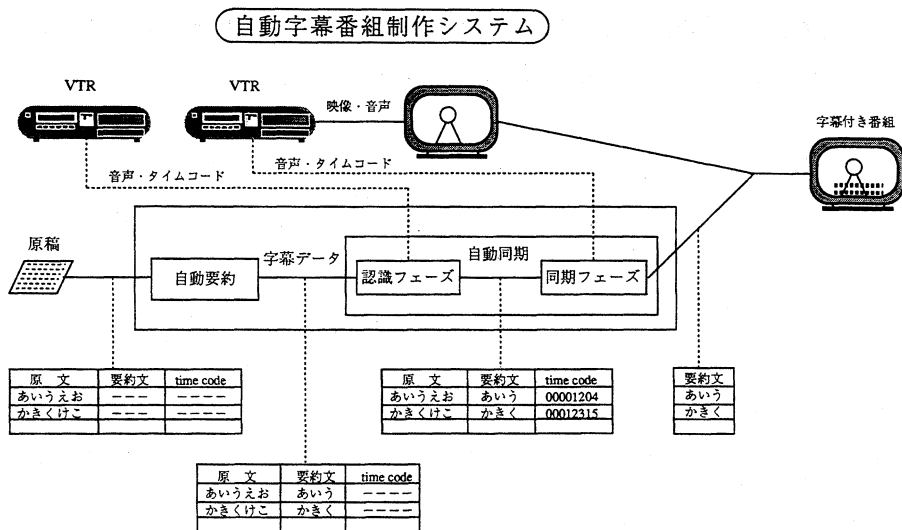 自動字幕番組制作システム
VTR
VTR
映像・音声
字幕付き番組
音声・タイムコード
音声・タイムコード
原稿
自動要約
字幕データ
自動同期
認識フェーズ
同期フェーズ
原 文 要約文 time code
あいうえお −−− −−−−
かきくけこ −−− −−−−
原 文 要約文 time code
あいうえお あいう 00001204
かきくけこ かきく 00012315
要約文
あいう
かきく
原 文 要約文 time code
あいうえお あいう −−−−
かきくけこ かきく −−−−